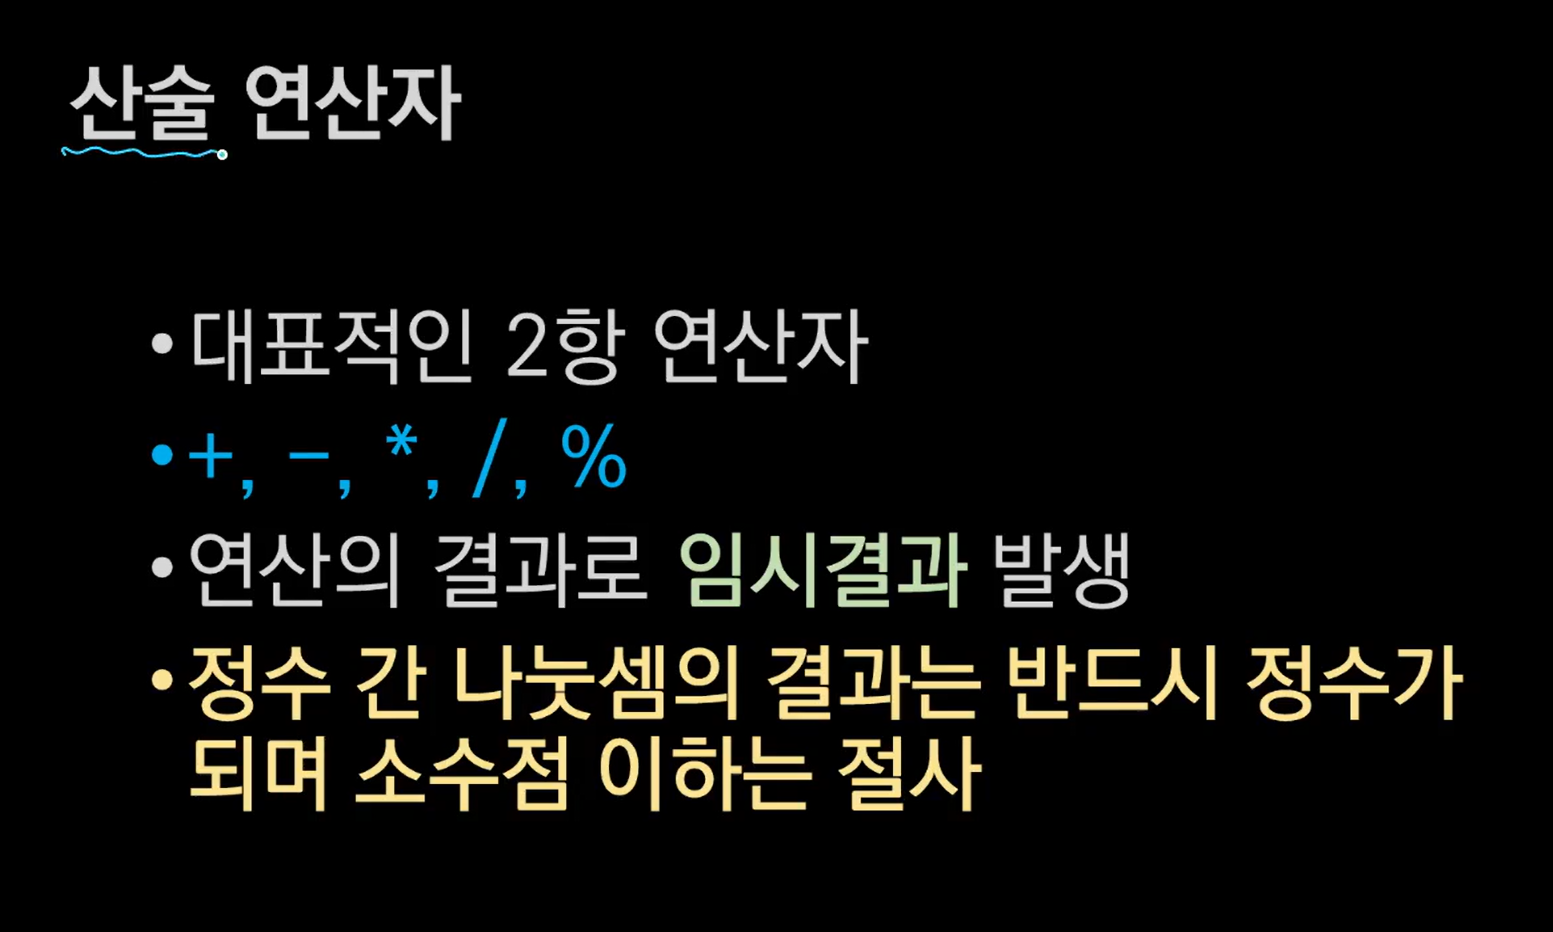 산술 연산자
•대표적인 2항 연산자
•+, -, *, /, %
•연산의 결과로 임시결과 발생
•정수 간 나눗셈의 결과는 반드시 정수가
되며 소수점 이하는 절사